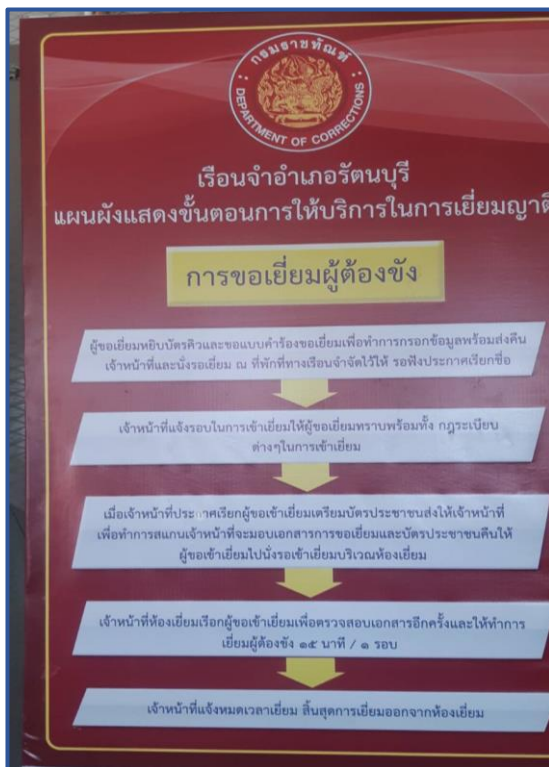 กรมราชทัณฑ์
DEPARTMENT OF CORRECTIONS
เรือนจำอำเภอรัตนบุรี
แผนผังแสดงขั้นตอนการให้บริการในการเยี่ยมญาติ
การขอเยี่ยมผู้ต้องขัง
ผู้ขอเยี่ยมหยิบบัตรคิวและขอแบบคำร้องขอเยี่ยมเพื่อทำการกรอกข้อมูลพร้อมส่งคืน
เจ้าหน้าที่และนั่งรอเยี่ยม ณ ที่พักที่ทางเรือนจำจัดไว้ให้ รอฟังประกาศเรียกชื่อ
เจ้าหน้าที่แจ้งรอบในการเข้าเยี่ยมให้ผู้ขอเยี่ยมทราบพร้อมทั้ง กฎระเบียบ
ต่างๆในการเข้าเยี่ยม
เมื่อเจ้าหน้าที่ประกาศเรียกผู้ขอเข้าเยี่ยมเตรียมบัตรประชาชนส่งให้เจ้าหน้าที่
เพื่อทำการสแกนเจ้าหน้าที่จะมอบเอกสารการขอเยี่ยมและบัตรประชาชนคืนให้
ผู้ขอเข้าเยี่ยมไปนั่งรอเข้าเยี่ยมบริเวณห้องเยี่ยม
เจ้าหน้าที่ห้องเยี่ยมเรียกผู้ขอเข้าเยี่ยมเพื่อตรวจสอบเอกสารอีกครั้งและให้ทำการ
เยี่ยมผู้ต้องขัง ๑๕ นาที / ๑ รอบ
เจ้าหน้าที่แจ้งหมดเวลาเยี่ยม สิ้นสุดการเยี่ยมออกจากห้องเยี่ยม